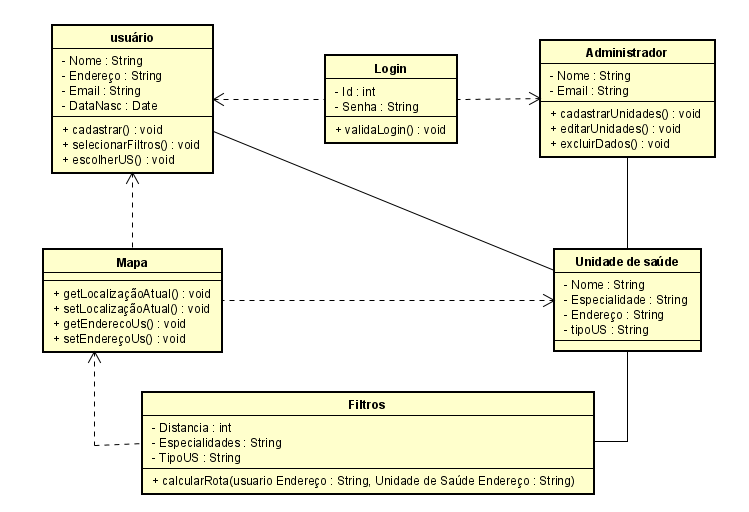 usuário
- Nome : String
- Endereço : String
- Email : String
- DataNasc : Date
+ cadastrar() : void
+ selecionarFiltros() : void
+ escolherUS() : void
Login
- Id : int
- Senha : String
+ validaLogin() : void
Administrador
- Nome : String
- Email : String
+ cadastrarUnidades() : void
+ editarUnidades() : void
+ excluirDados() : void
Mapa
+ getLocalizaçãoAtual() : void
+ setLocalizaçãoAtual() : void
+ getEnderecoUs() : void
+ setEndereçoUs() : void
Unidade de saúde
- Nome : String
- Especialidade : String
- Endereço : String
- tipoUS : String
Filtros
- Distancia : int
- Especialidades : String
- TipoUS : String
+ calcularRota(usuario Endereço : String, Unidade de Saúde Endereço : String)